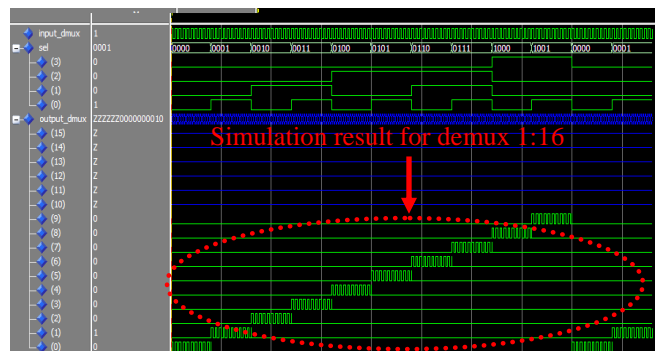 input_dmux 1
sel 0001 0000 0001 0010 0011 0100 0101 0110 0111 1000 1001 0000 0001
(3) 0
(2) 0
(1) 0
(0) 1
output_dmux ZZZZZZ0000000010
(15) Z
Simulation result for demux 1:16
(14) Z
(13) Z
(12) Z
(11) Z
(10) Z
(9) 0
(8) 0
(7) 0
(6) 0
(5) 0
(4) 0
(3) 0
(2) 0
(1) 1
(0) 0